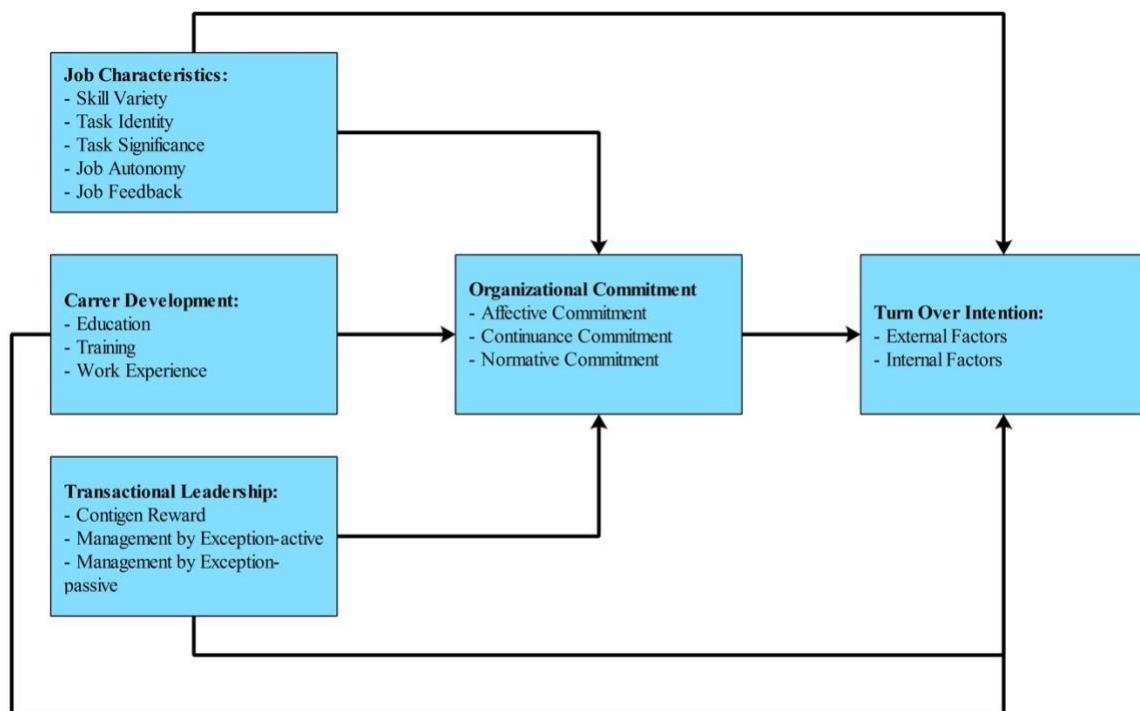 Job Characteristics:
- Skill Variety
- Task Identity
- Task Significance
- Job Autonomy
- Job Feedback
Carrer Development:
- Education
- Training
- Work Experience
Transactional Leadership:
- Contigen Reward
- Management by Exception-active
- Management by Exception-
passive
Organizational Commitment
- Affective Commitment
- Continuance Commitment
- Normative Commitment
Turn Over Intention:
- External Factors
- Internal Factors